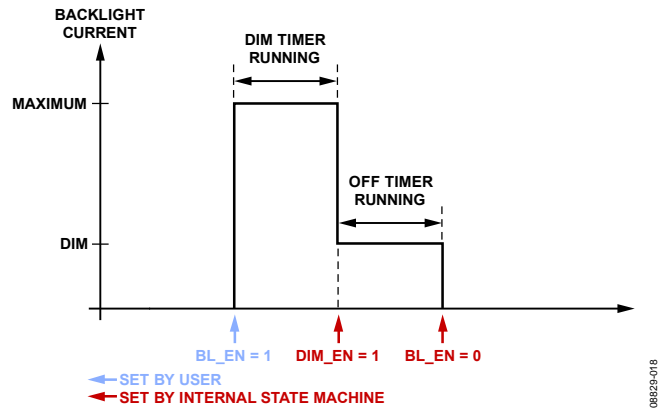 BACKLIGHT
CURRENT
DIM TIMER
RUNNING
MAXIMUM
OFF TIMER
RUNNING
DIM
BL_EN = 1 DIM_EN = 1 BL_EN = 0
SET BY USER
SET BY INTERNAL STATE MACHINE
08829-018